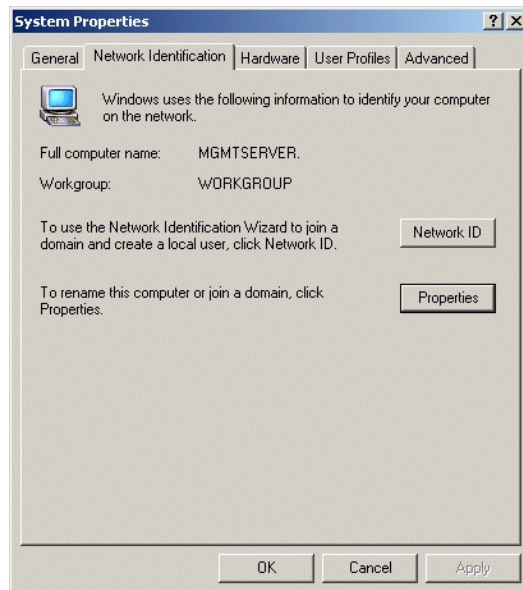 System Properties
General
Network Identification
Hardware
User Profiles
Advanced
Windows uses the following information to identify your computer
on the network.
Full computer name: MGMTSERVER.
Workgroup: WORKGROUP
To use the Network Identification Wizard to join a
domain and create a local user, click Network ID.
Network ID
To rename this computer or join a domain, click
Properties.
Properties
OK
Cancel
Apply